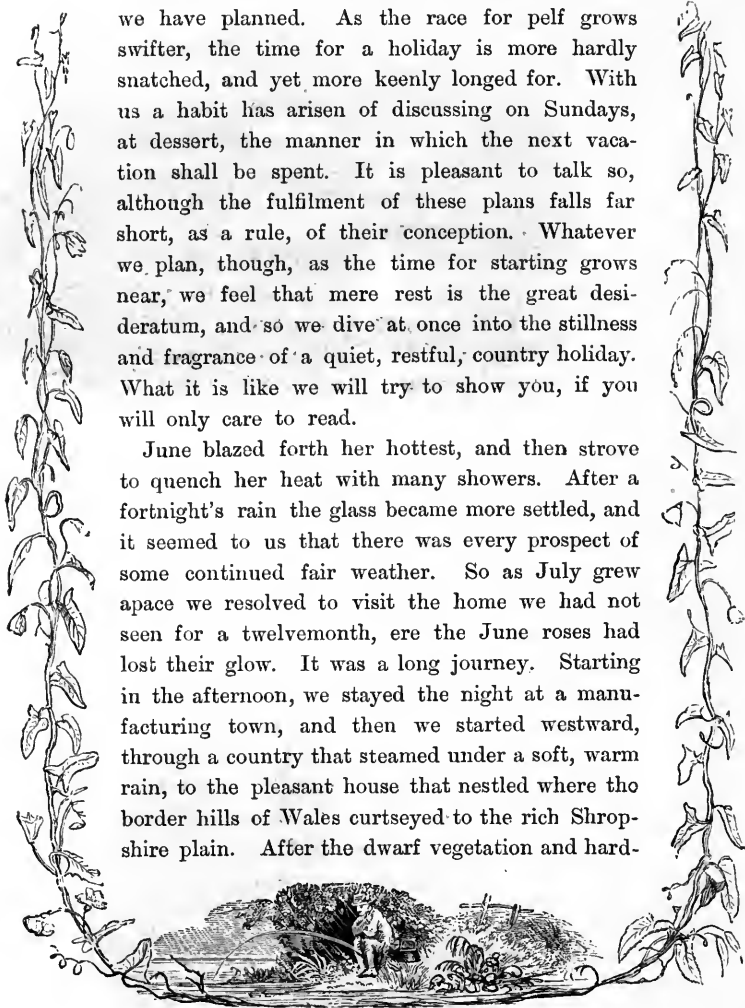 we have planned. As the race for pelf grows
swifter, the time for a holiday is more hardly
snatched, and yet more keenly longed for. With
us a habit has arisen of discussing on Sundays,
at dessert, the manner in which the next vaca-
tion shall be spent. It is pleasant to talk so,
although the fulfilment of these plans falls far
short, as a rule, of their conception. Whatever
we plan, though, as the time for starting grows
near, we feel that mere rest is the great desi-
deratum, and so we dive at once into the stillness
and fragrance of a quiet, restful, country holiday.
What it is like we will try to show you, if you
will only care to read.
June blazed forth her hottest, and then strove
to quench her heat with many showers. After a
fortnight's rain the glass became more settled, and
it seemed to us that there was every prospect of
some continued fair weather. So as July grew
apace we resolved to visit the home we had not
seen for a twelvemonth, ere the June roses had
lost their glow. It was a long journey. Starting
in the afternoon, we stayed the night at a manu-
facturing town, and then we started westward,
through a country that steamed under a soft, warm
rain, to the pleasant house that nestled where the
border hills of Wales curtseyed to the rich Shrop-
shire plain. After the dwarf vegetation and hard-